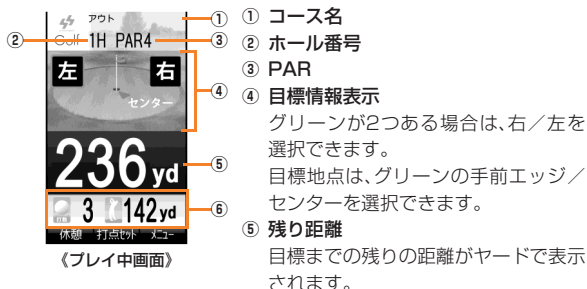 アウト
Golf 1H PAR4
左 右
センター
236yd
打数 3 142yd
休憩 打点セット メニュー
《プレイ中画面》
① ② ③ ④ ⑤ ⑥
① コース名
② ホール番号
③ PAR
④ 目標情報表示
グリーンが2つある場合は、右／左を
選択できます。
目標地点は、グリーンの手前エッジ／
センターを選択できます。
⑤ 残り距離
目標までの残りの距離がヤードで表示
されます。